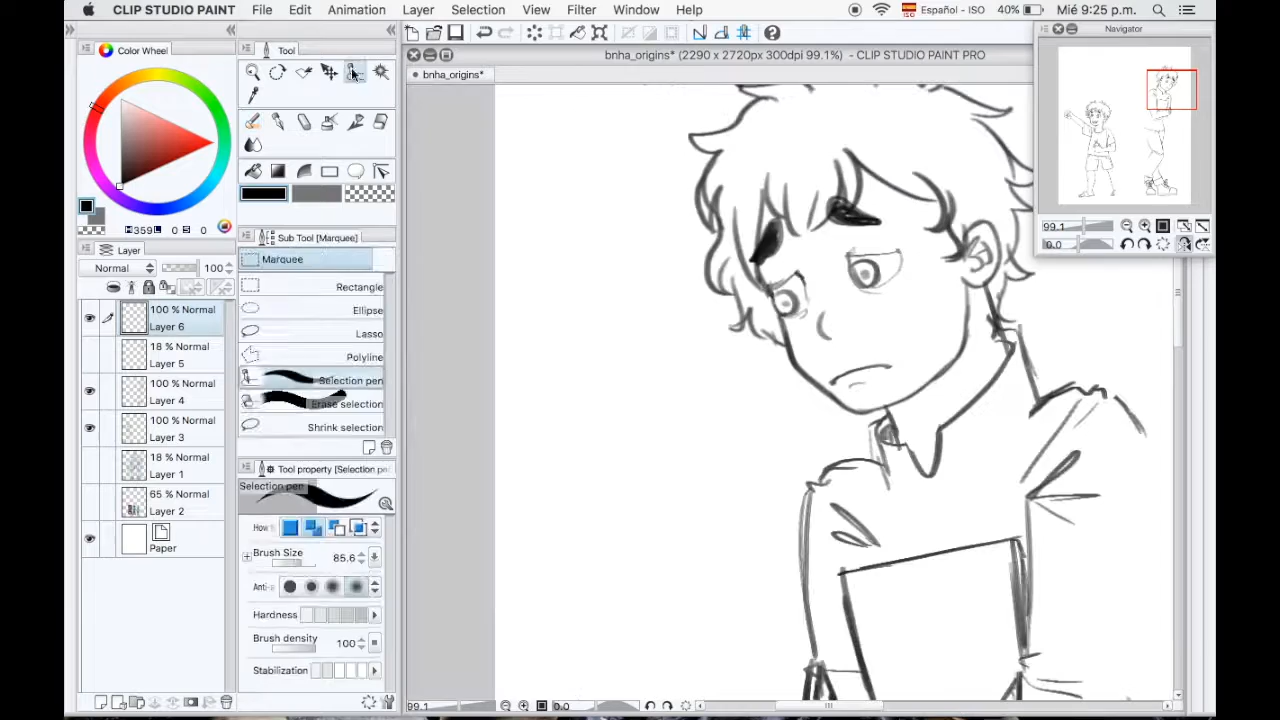 CLIP STUDIO PAINT File Edit Animation Layer Selection View Filter Window Help Español - ISO 40% Mié 9:25 p.m.
Navigator
Color Wheel
Tool
bnha_origins* (2290 x 2720px 300dpi 99.1%) - CLIP STUDIO PAINT PRO
bnha_origins*
359 0 0
99.1
0.0
Layer
Normal 100
100 % Normal
Layer 6
18 % Normal
Layer 5
100 % Normal
Layer 4
100 % Normal
Layer 3
18 % Normal
Layer 1
65 % Normal
Layer 2
Paper
Sub Tool [Marquee]
Marquee
Rectangle
Ellipse
Lasso
Polyline
Selection pen
Erase selection
Shrink selection
Tool property [Selection pen
Selection pen
How
Brush Size 85.6
Anti-
Hardness
Brush density 100
Stabilization
99.1 0.0